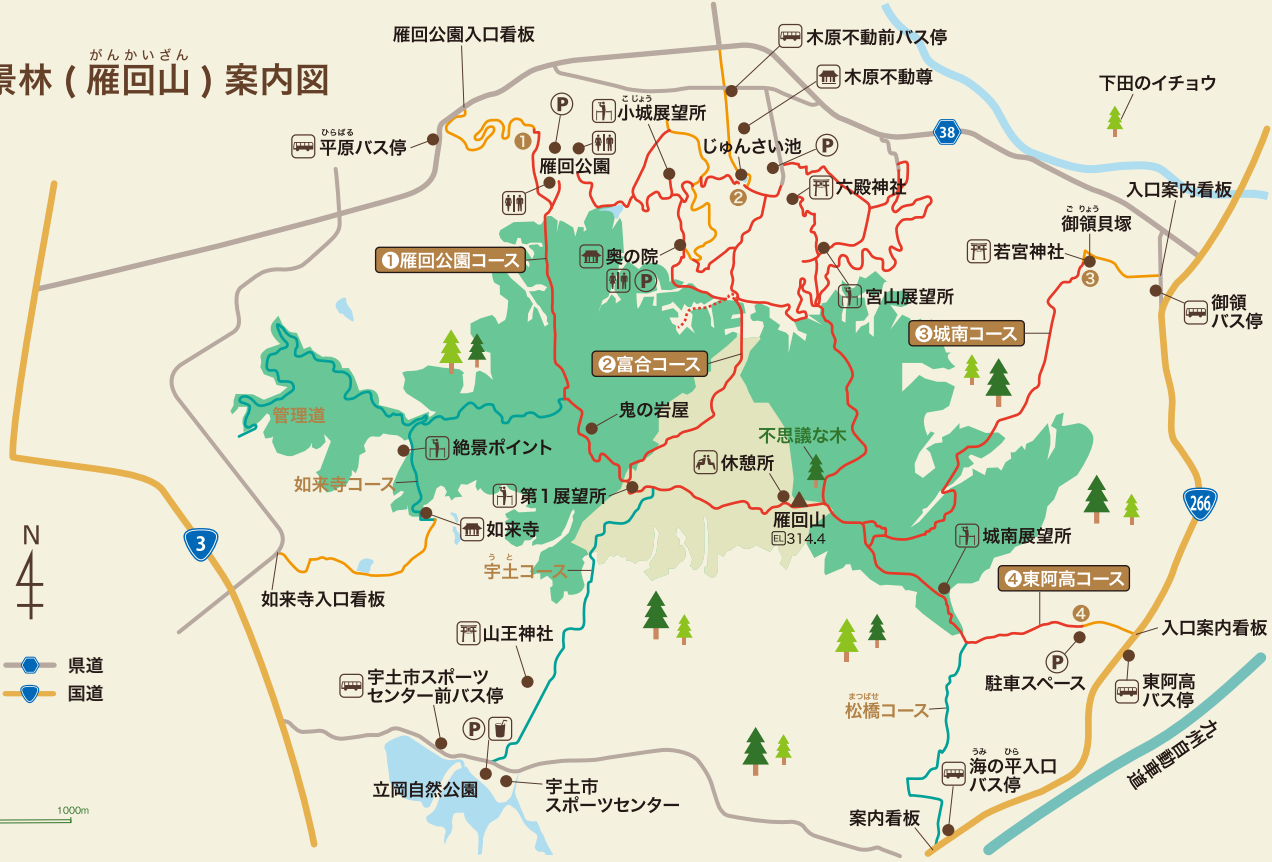 景林(雁回山)案内図
がんかいざん
雁回公園入口看板
木原不動前バス停
木原不動尊
下田のイチョウ
P
こじょう
小城展望所
38
ひらばる
平原バス停
1
雁回公園
じゅんさい池
P
2
六殿神社
入口案内看板
ごりょう
御領貝塚
若宮神社
3
❶雁回公園コース
奥の院
P
宮山展望所
御領
バス停
❸城南コース
❷富合コース
管理道
鬼の岩屋
不思議な木
絶景ポイント
休憩所
如来寺コース
第1展望所
雁回山
EL314.4
266
如来寺
城南展望所
3
N
うと
宇土コース
❹東阿高コース
如来寺入口看板
4
入口案内看板
山王神社
P
駐車スペース
県道
国道
宇土市スポーツ
センター前バス停
東阿高
バス停
まつばせ
松橋コース
P
九州自動車道
うみ ひら
海の平入口
バス停
立岡自然公園
宇土市
スポーツセンター
1000m
案内看板